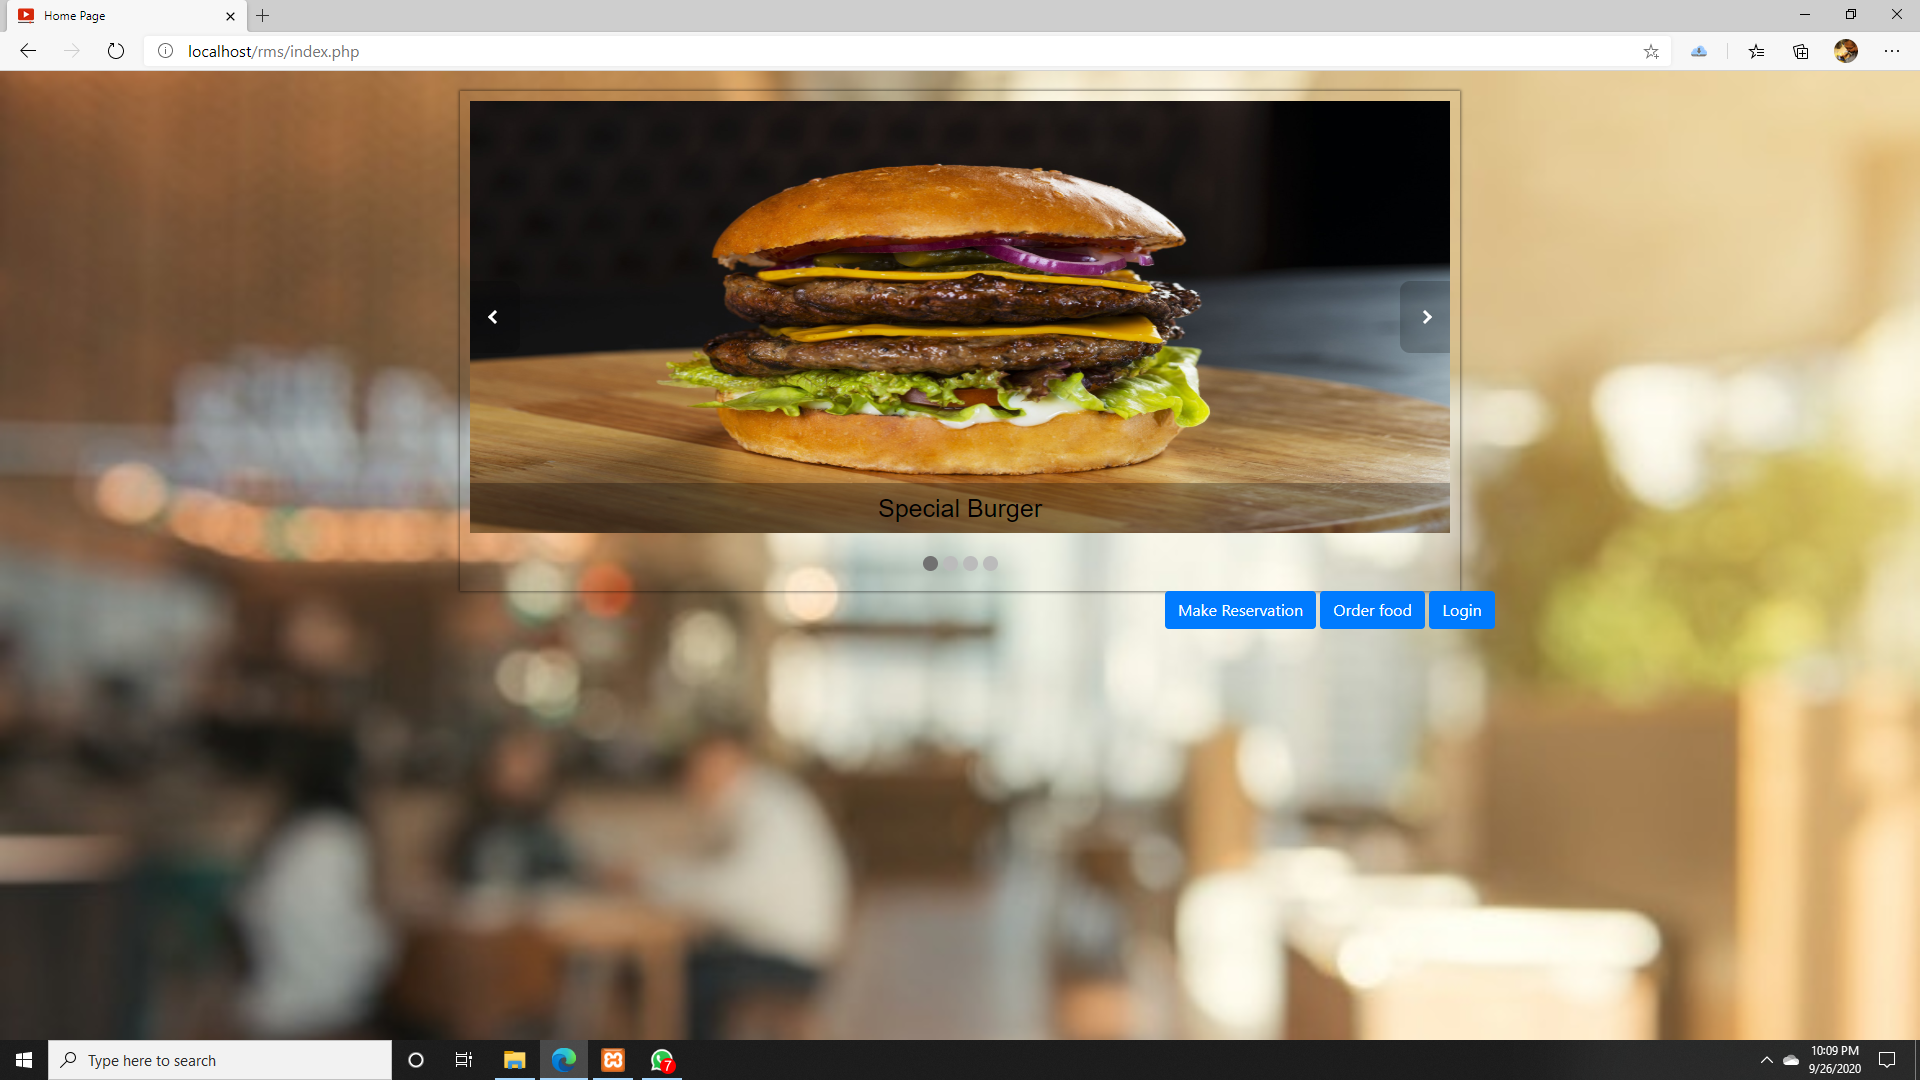 Home Page
localhost/rms/index.php
Special Burger
Make Reservation Order food Login
Type here to search
7
10:09 PM
9/26/2020